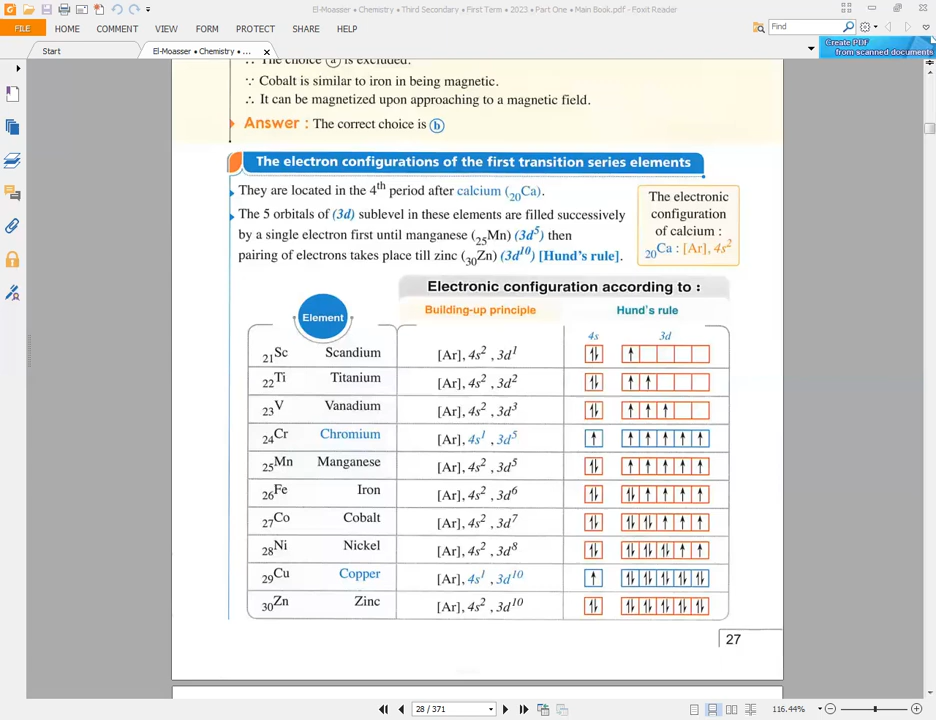 El-Moasser • Chemistry • Third Secondary • First Term • 2023 • Part One • Main Book.pdf - Foxit Reader
FILE HOME COMMENT VIEW FORM PROTECT SHARE HELP
Find
Start
El-Moasser • Chemistry • ...
Create PDF
from scanned documents
∴ The choice ⓐ is excluded.
∵ Cobalt is similar to iron in being magnetic.
∴ It can be magnetized upon approaching to a magnetic field.
Answer : The correct choice is ⓑ
The electron configurations of the first transition series elements
They are located in the 4th period after calcium (20Ca).
The 5 orbitals of (3d) sublevel in these elements are filled successively
by a single electron first until manganese (25Mn) (3d5) then
pairing of electrons takes place till zinc (30Zn) (3d10) [Hund's rule].
The electronic
configuration
of calcium :
20Ca : [Ar], 4s2
Electronic configuration according to :
Element
Building-up principle
Hund's rule
4s 3d
21Sc Scandium [Ar], 4s2 , 3d1
22Ti Titanium [Ar], 4s2 , 3d2
23V Vanadium [Ar], 4s2 , 3d3
24Cr Chromium [Ar], 4s1 , 3d5
25Mn Manganese [Ar], 4s2 , 3d5
26Fe Iron [Ar], 4s2 , 3d6
27Co Cobalt [Ar], 4s2 , 3d7
28Ni Nickel [Ar], 4s2 , 3d8
29Cu Copper [Ar], 4s1 , 3d10
30Zn Zinc [Ar], 4s2 , 3d10
27
28 / 371
116.44%